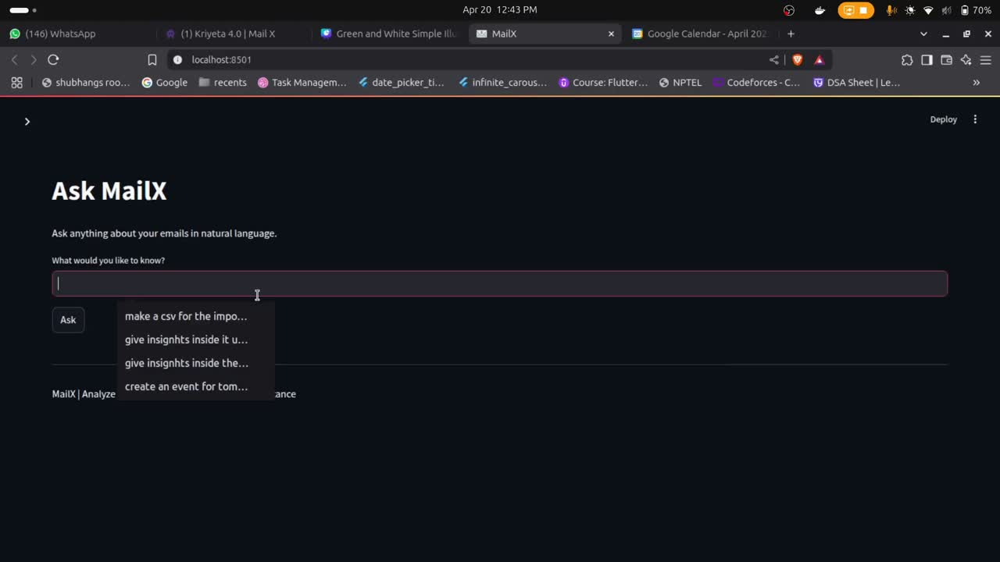 Apr 20 12:43 PM
70%
(146) WhatsApp
(1) Kriyeta 4.0 | Mail X
Green and White Simple Illu
MailX
Google Calendar - April 202
localhost:8501
shubhangs roo...
Google
recents
Task Managem...
date_picker_ti...
infinite_carous...
Course: Flutter...
NPTEL
Codeforces - C...
DSA Sheet | Le...
Deploy
Ask MailX
Ask anything about your emails in natural language.
What would you like to know?
Ask
make a csv for the impo...
give insignhts inside it u...
give insignhts inside the...
create an event for tom...
MailX | Analyze
tance